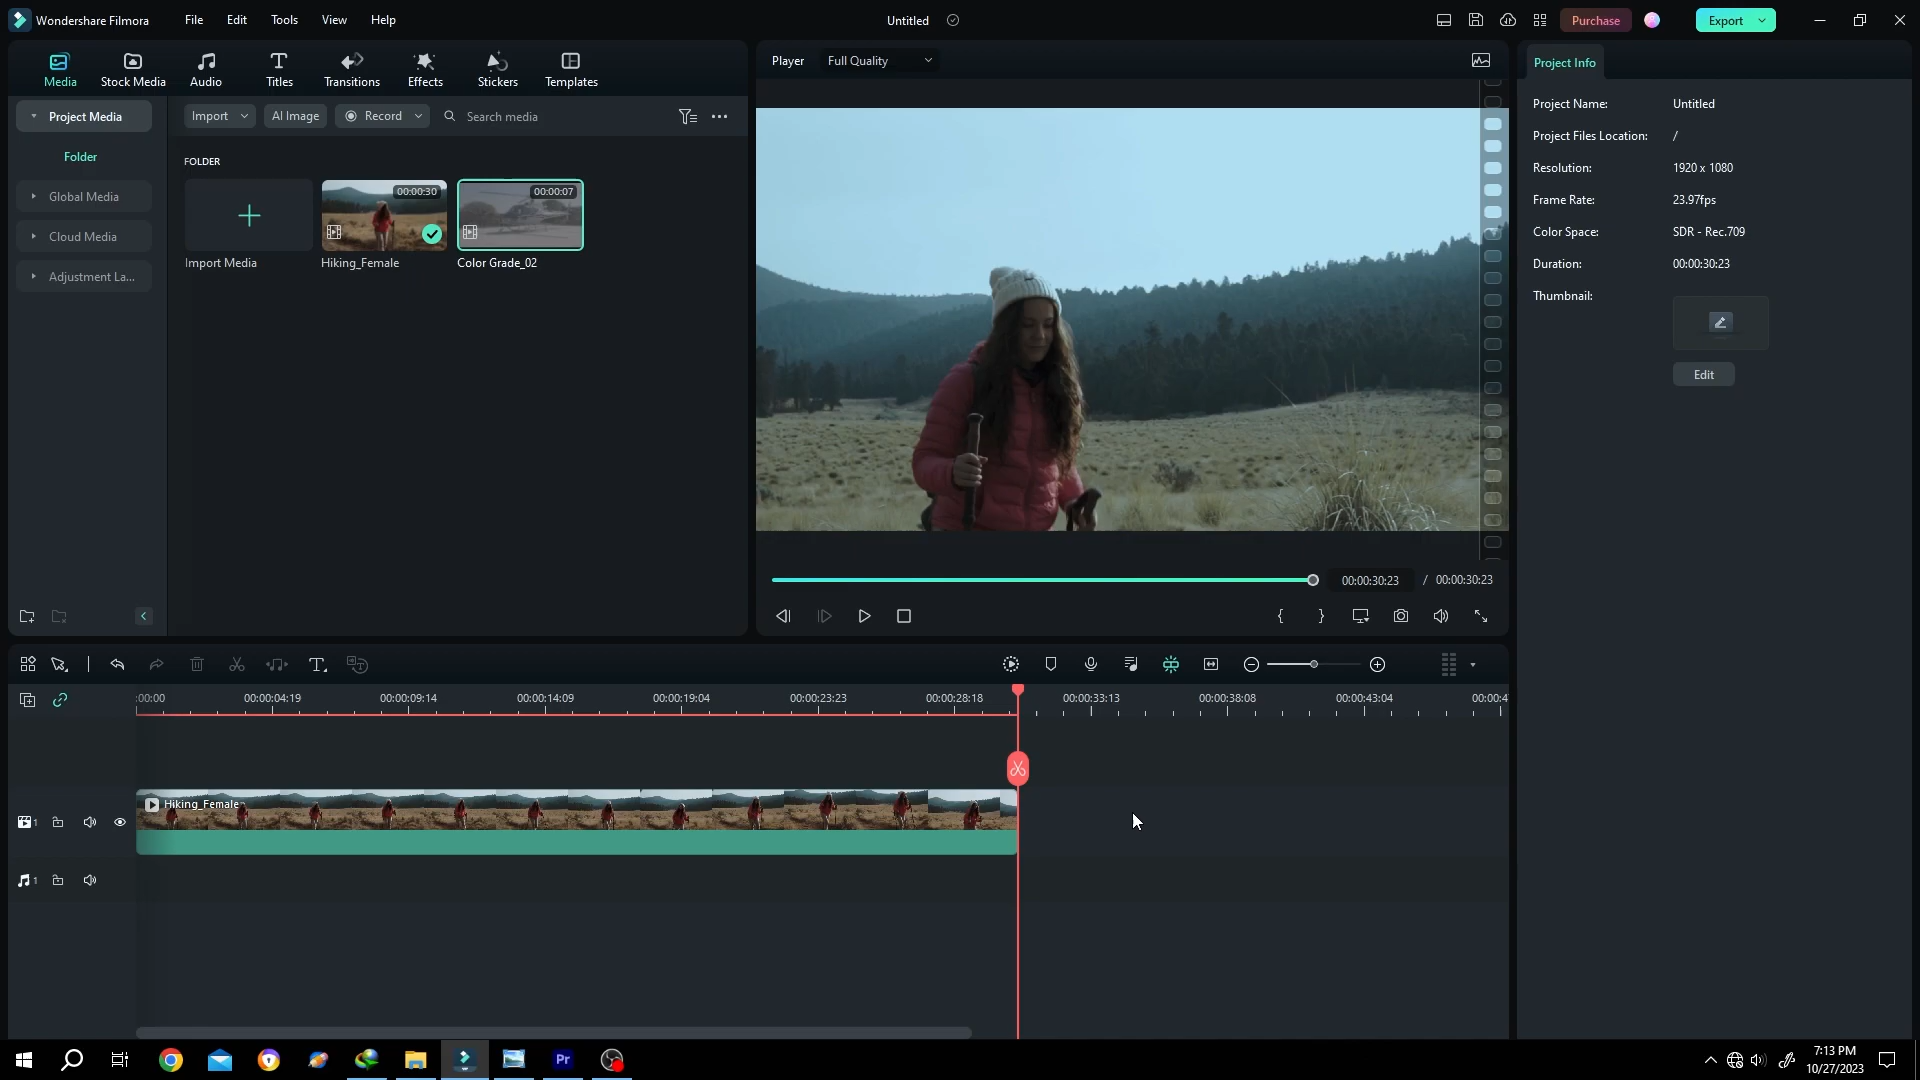 Wondershare Filmora
File
Edit
Tools
View
Help
Untitled
Purchase
Export
Media
Stock Media
Audio
Titles
Transitions
Effects
Stickers
Templates
Player
Full Quality
Project Info
Project Media
Folder
Global Media
Cloud Media
Adjustment La...
Import
AI Image
Record
Search media
FOLDER
00:00:30
00:00:07
Import Media
Hiking_Female
Color Grade_02
Project Name:
Untitled
Project Files Location:
/
Resolution:
1920 x 1080
Frame Rate:
23.97fps
Color Space:
SDR - Rec.709
Duration:
00:00:30:23
Thumbnail:
Edit
00:00:30:23
/
00:00:30:23
{
}
:00:00
00:00:04:19
00:00:09:14
00:00:14:09
00:00:19:04
00:00:23:23
00:00:28:18
00:00:33:13
00:00:38:08
00:00:43:04
00:00:4
Hiking_Female
1
1
Pr
7:13 PM
10/27/2023